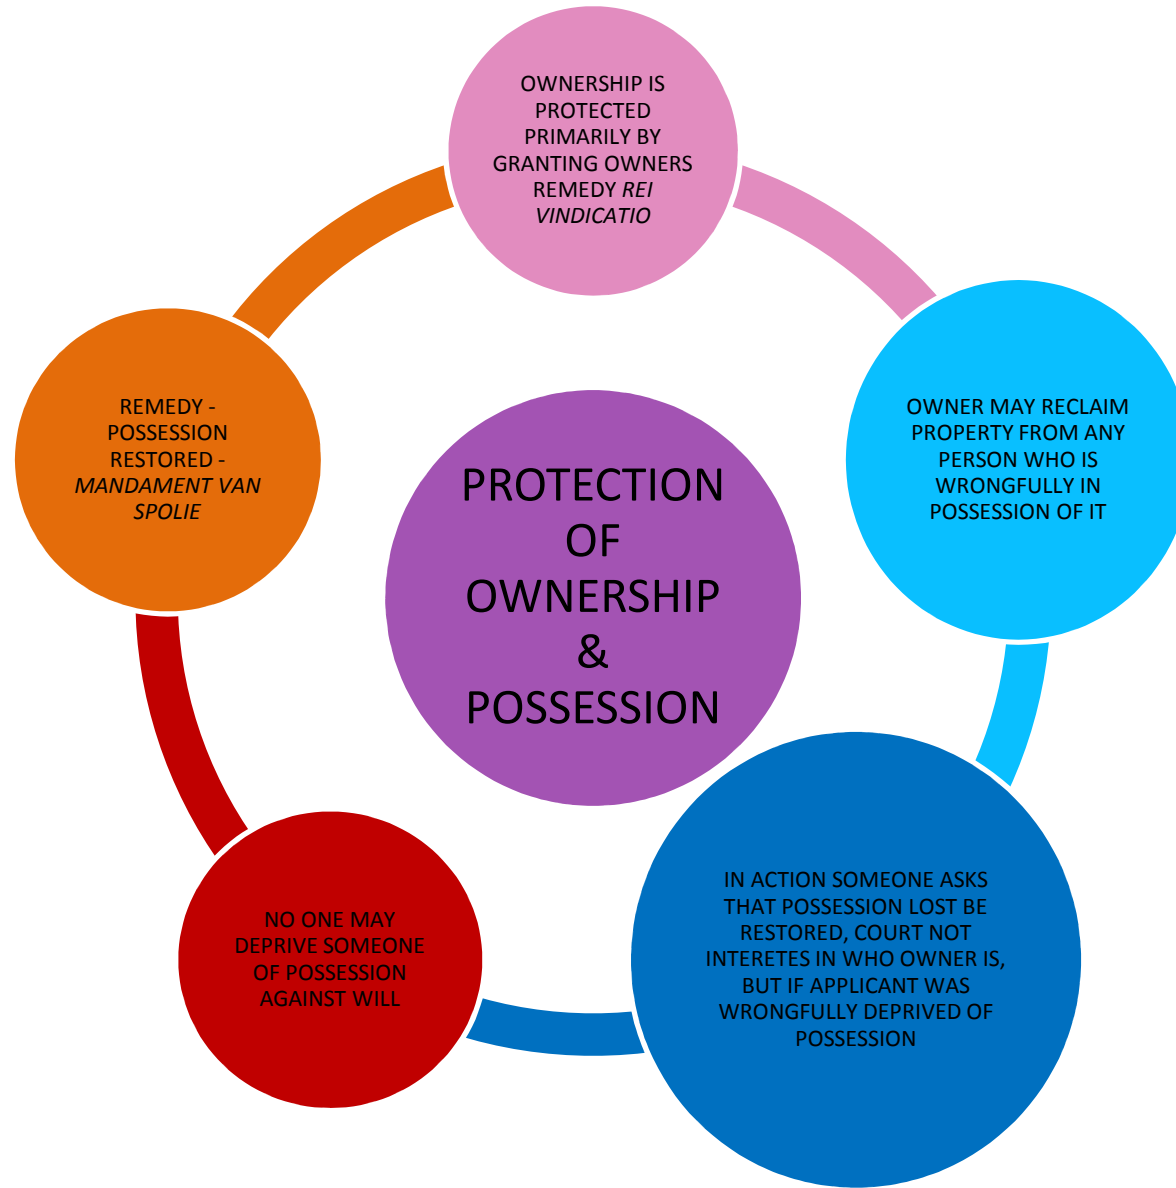 OWNERSHIP IS
PROTECTED
PRIMARILY BY
GRANTING OWNERS
REMEDY REI
VINDICATIO
OWNER MAY RECLAIM
PROPERTY FROM ANY
PERSON WHO IS
WRONGFULLY IN
POSSESSION OF IT
IN ACTION SOMEONE ASKS
THAT POSSESSION LOST BE
RESTORED, COURT NOT
INTERETES IN WHO OWNER IS,
BUT IF APPLICANT WAS
WRONGFULLY DEPRIVED OF
POSSESSION
NO ONE MAY
DEPRIVE SOMEONE
OF POSSESSION
AGAINST WILL
REMEDY -
POSSESSION
RESTORED -
MANDAMENT VAN
SPOLIE
PROTECTION
OF
OWNERSHIP
&
POSSESSION